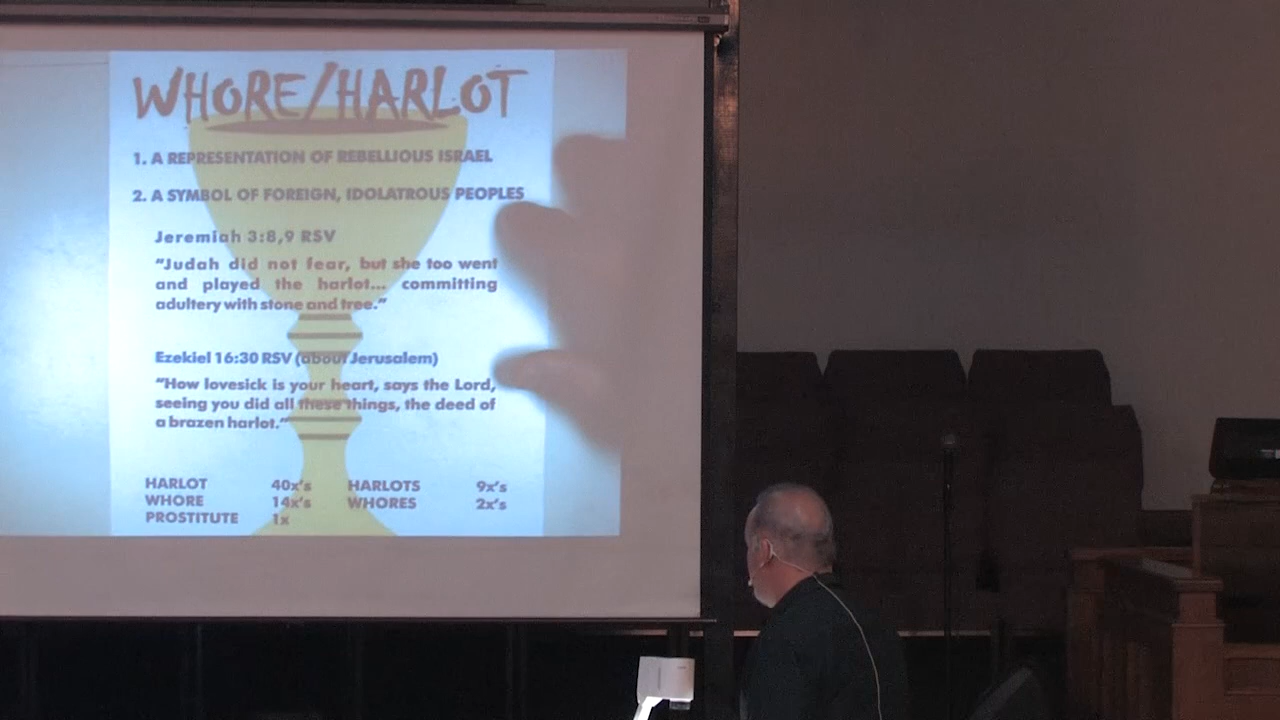 WHORE/HARLOT
1. A REPRESENTATION OF REBELLIOUS ISRAEL
2. A SYMBOL OF FOREIGN, IDOLATROUS PEOPLES
Jeremiah 3:8,9 RSV
"Judah did not fear, but she too went
and played the harlot... committing
adultery with stone and tree."
Ezekiel 16:30 RSV (about Jerusalem)
"How lovesick is your heart, says the Lord,
seeing you did all these things, the deed of
a brazen harlot."
HARLOT 40x's HARLOTS 9x's
WHORE 14x's WHORES 2x's
PROSTITUTE 1x